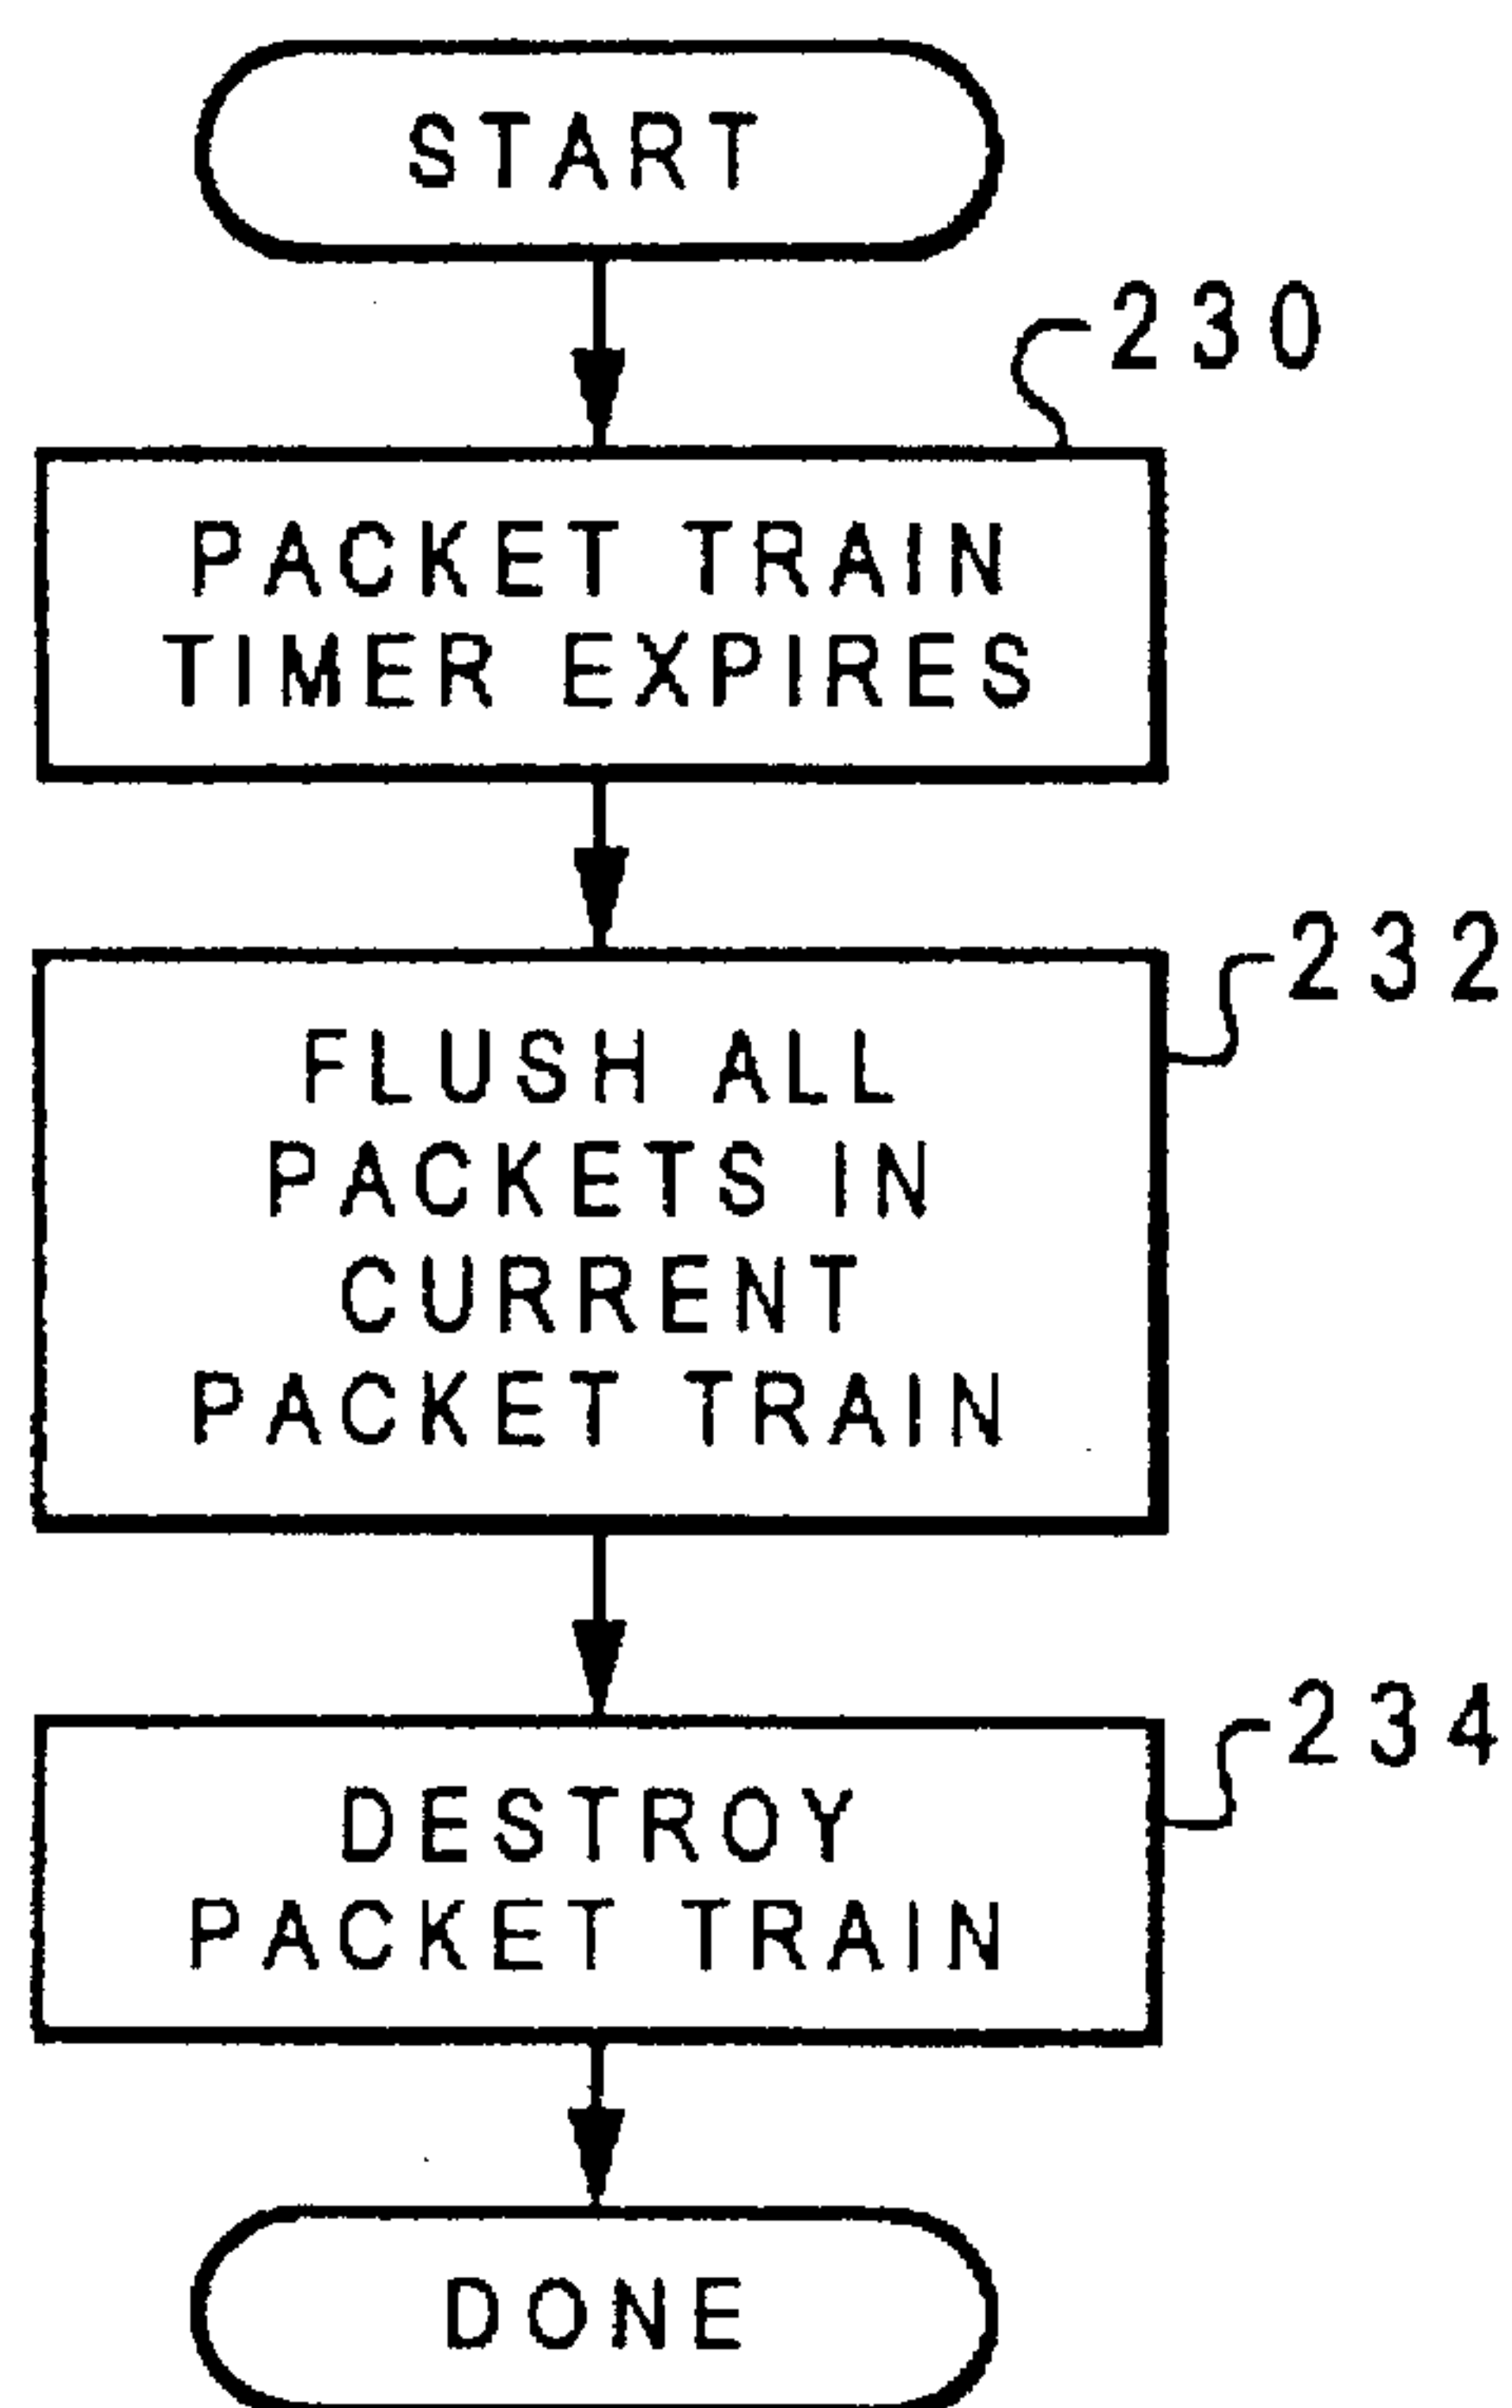 START
230
PACKET TRAIN
TIMER EXPIRES
232
FLUSH ALL
PACKETS IN
CURRENT
PACKET TRAIN
234
DESTROY
PACKET TRAIN
DONE